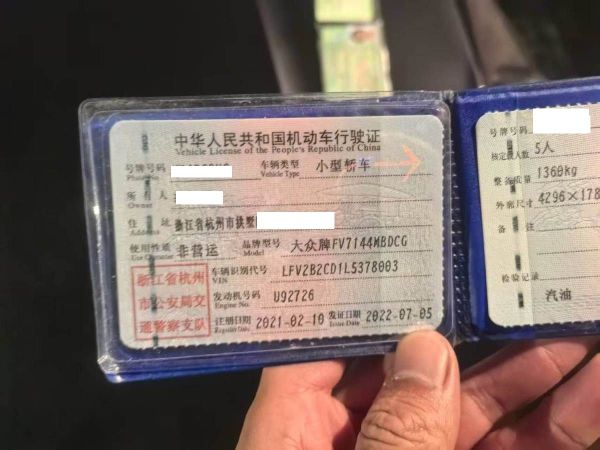 中华人民共和国机动车行驶证
Vehicle License of the People's Republic of China
号牌号码
车辆类型 小型轿车
Vehicle Type
所有人
Owner
住址 浙江省杭州市拱墅
Address
使用性质 非营运 品牌型号 大众牌FV7144MBDCG
Use Character Model
浙江省杭州
市公安局交
通警察支队
车辆识别代号 LFV2B2CD1L5378003
VIN
发动机号码 U92726
Engine No.
注册日期 2021-02-10 发证日期 2022-07-05
Register Date Issue Date
号牌号码
核定载人数 5人
整备质量 1360kg
外廓尺寸 4296×178
备注
检验记录
汽油